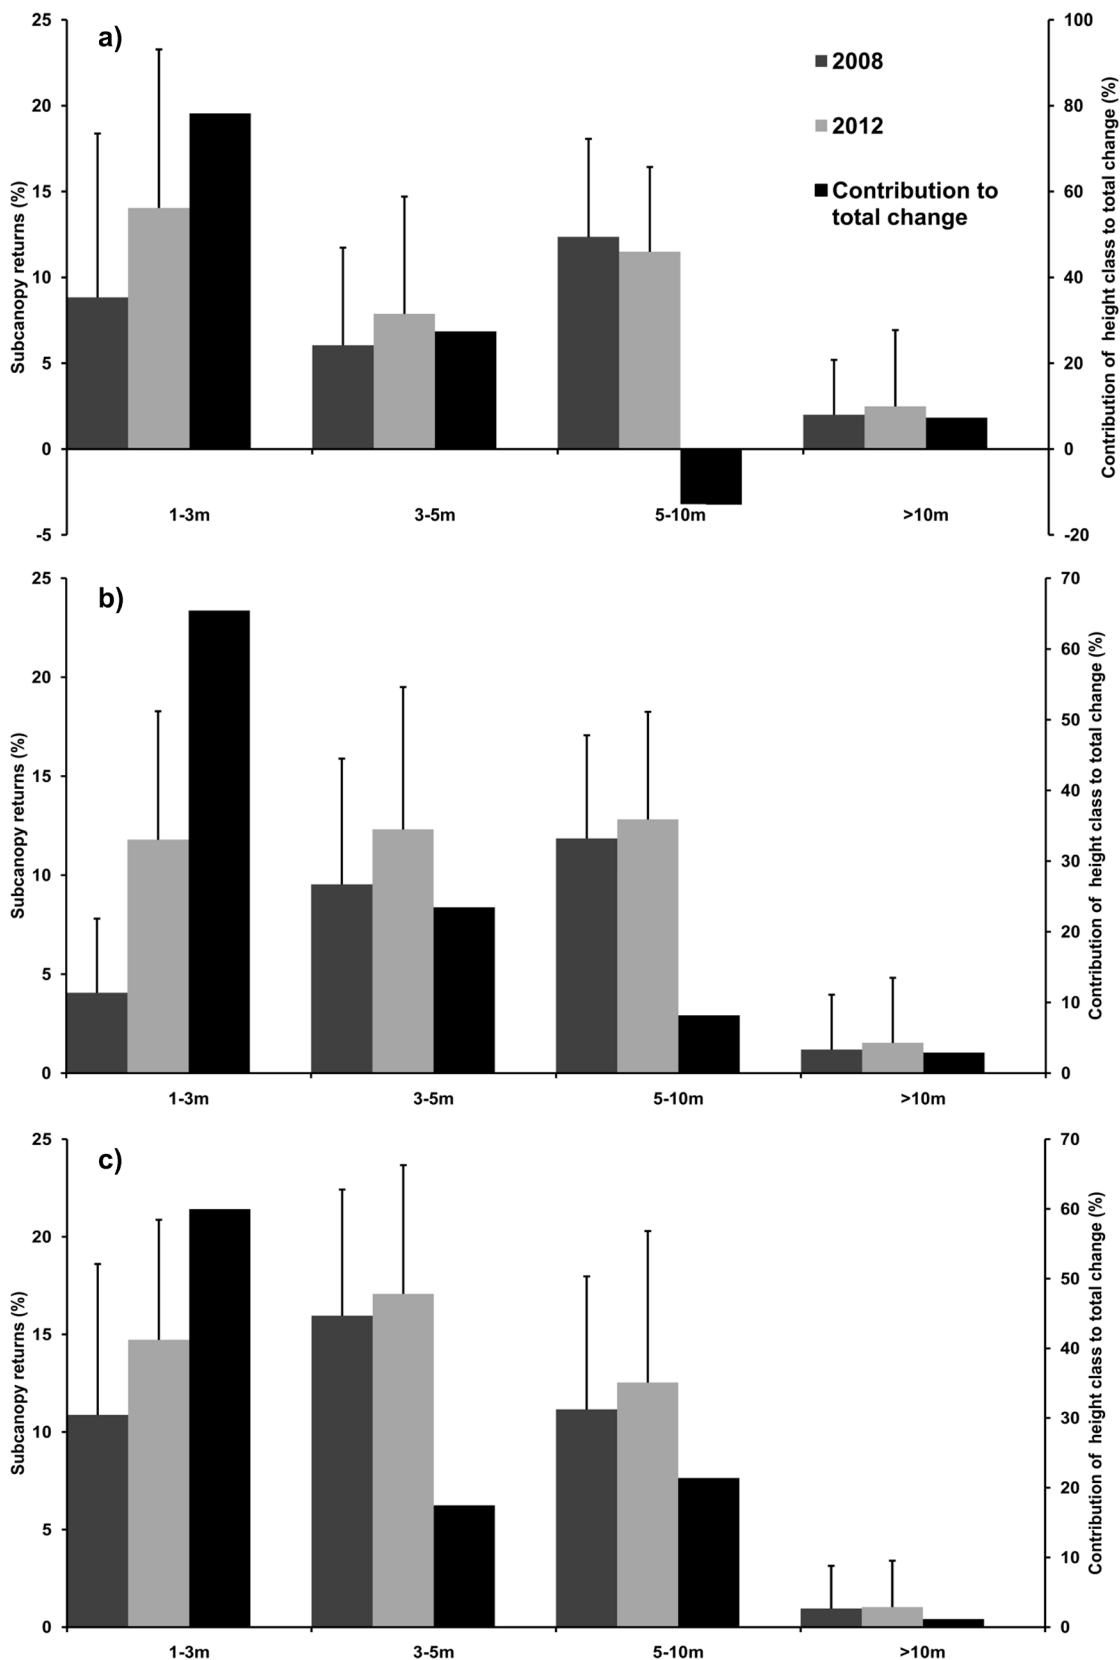 a)
25
20
15
10
5
0
-5
Subcanopy returns (%)
2008
2012
Contribution to
total change
100
80
60
40
20
0
-20
Contribution of height class to total change (%)
1-3m
3-5m
5-10m
>10m
b)
25
20
15
10
5
0
Subcanopy returns (%)
70
60
50
40
30
20
10
0
Contribution of height class to total change (%)
1-3m
3-5m
5-10m
>10m
c)
25
20
15
10
5
0
Subcanopy returns (%)
70
60
50
40
30
20
10
0
Contribution of height class to total change (%)
1-3m
3-5m
5-10m
>10m